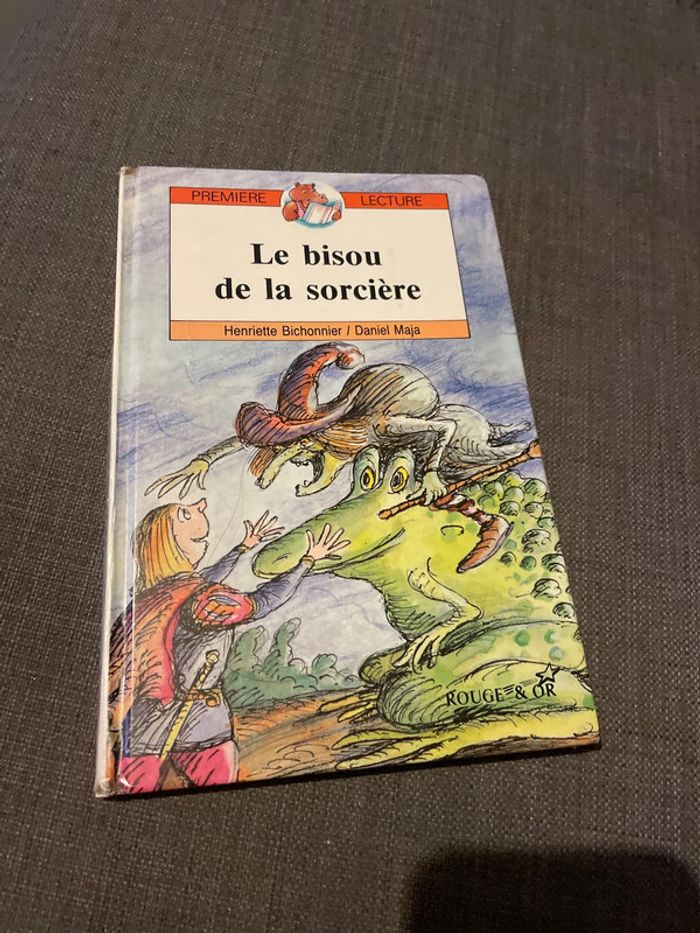 PREMIERE LECTURE
Le bisou
de la sorcière
Henriette Bichonnier / Daniel Maja
ROUGE & OR